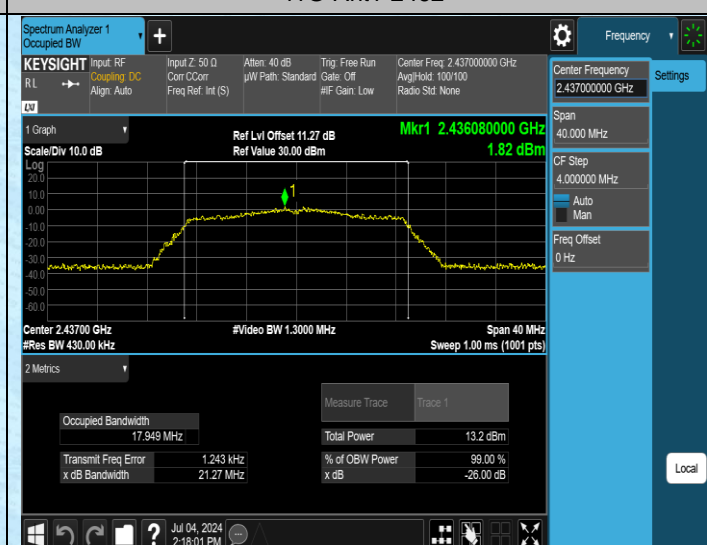 Spectrum Analyzer 1
Occupied BW
Frequency
KEYSIGHT
Input: RF
Coupling: DC
Align: Auto
Input Z: 50 Ω
Corr CCorr
Freq Ref: Int (S)
Atten: 40 dB
µW Path: Standard
Trig: Free Run
Gate: Off
#IF Gain: Low
Center Freq: 2.437000000 GHz
Avg|Hold: 100/100
Radio Std: None
R L
Center Frequency
2.437000000 GHz
Settings
Span
40.000 MHz
CF Step
4.000000 MHz
Auto
Man
Freq Offset
0 Hz
Local
1 Graph
Scale/Div 10.0 dB
Ref Lvl Offset 11.27 dB
Ref Value 30.00 dBm
Mkr1 2.436080000 GHz
1.82 dBm
Log
20.0
10.0
0.00
-10.0
-20.0
-30.0
-40.0
-50.0
-60.0
1
Center 2.43700 GHz
#Res BW 430.00 kHz
#Video BW 1.3000 MHz
Span 40 MHz
Sweep 1.00 ms (1001 pts)
2 Metrics
Measure Trace Trace 1
Occupied Bandwidth
17.949 MHz
Total Power 13.2 dBm
Transmit Freq Error 1.243 kHz
% of OBW Power 99.00 %
x dB Bandwidth 21.27 MHz
x dB -26.00 dB
Jul 04, 2024
2:18:01 PM